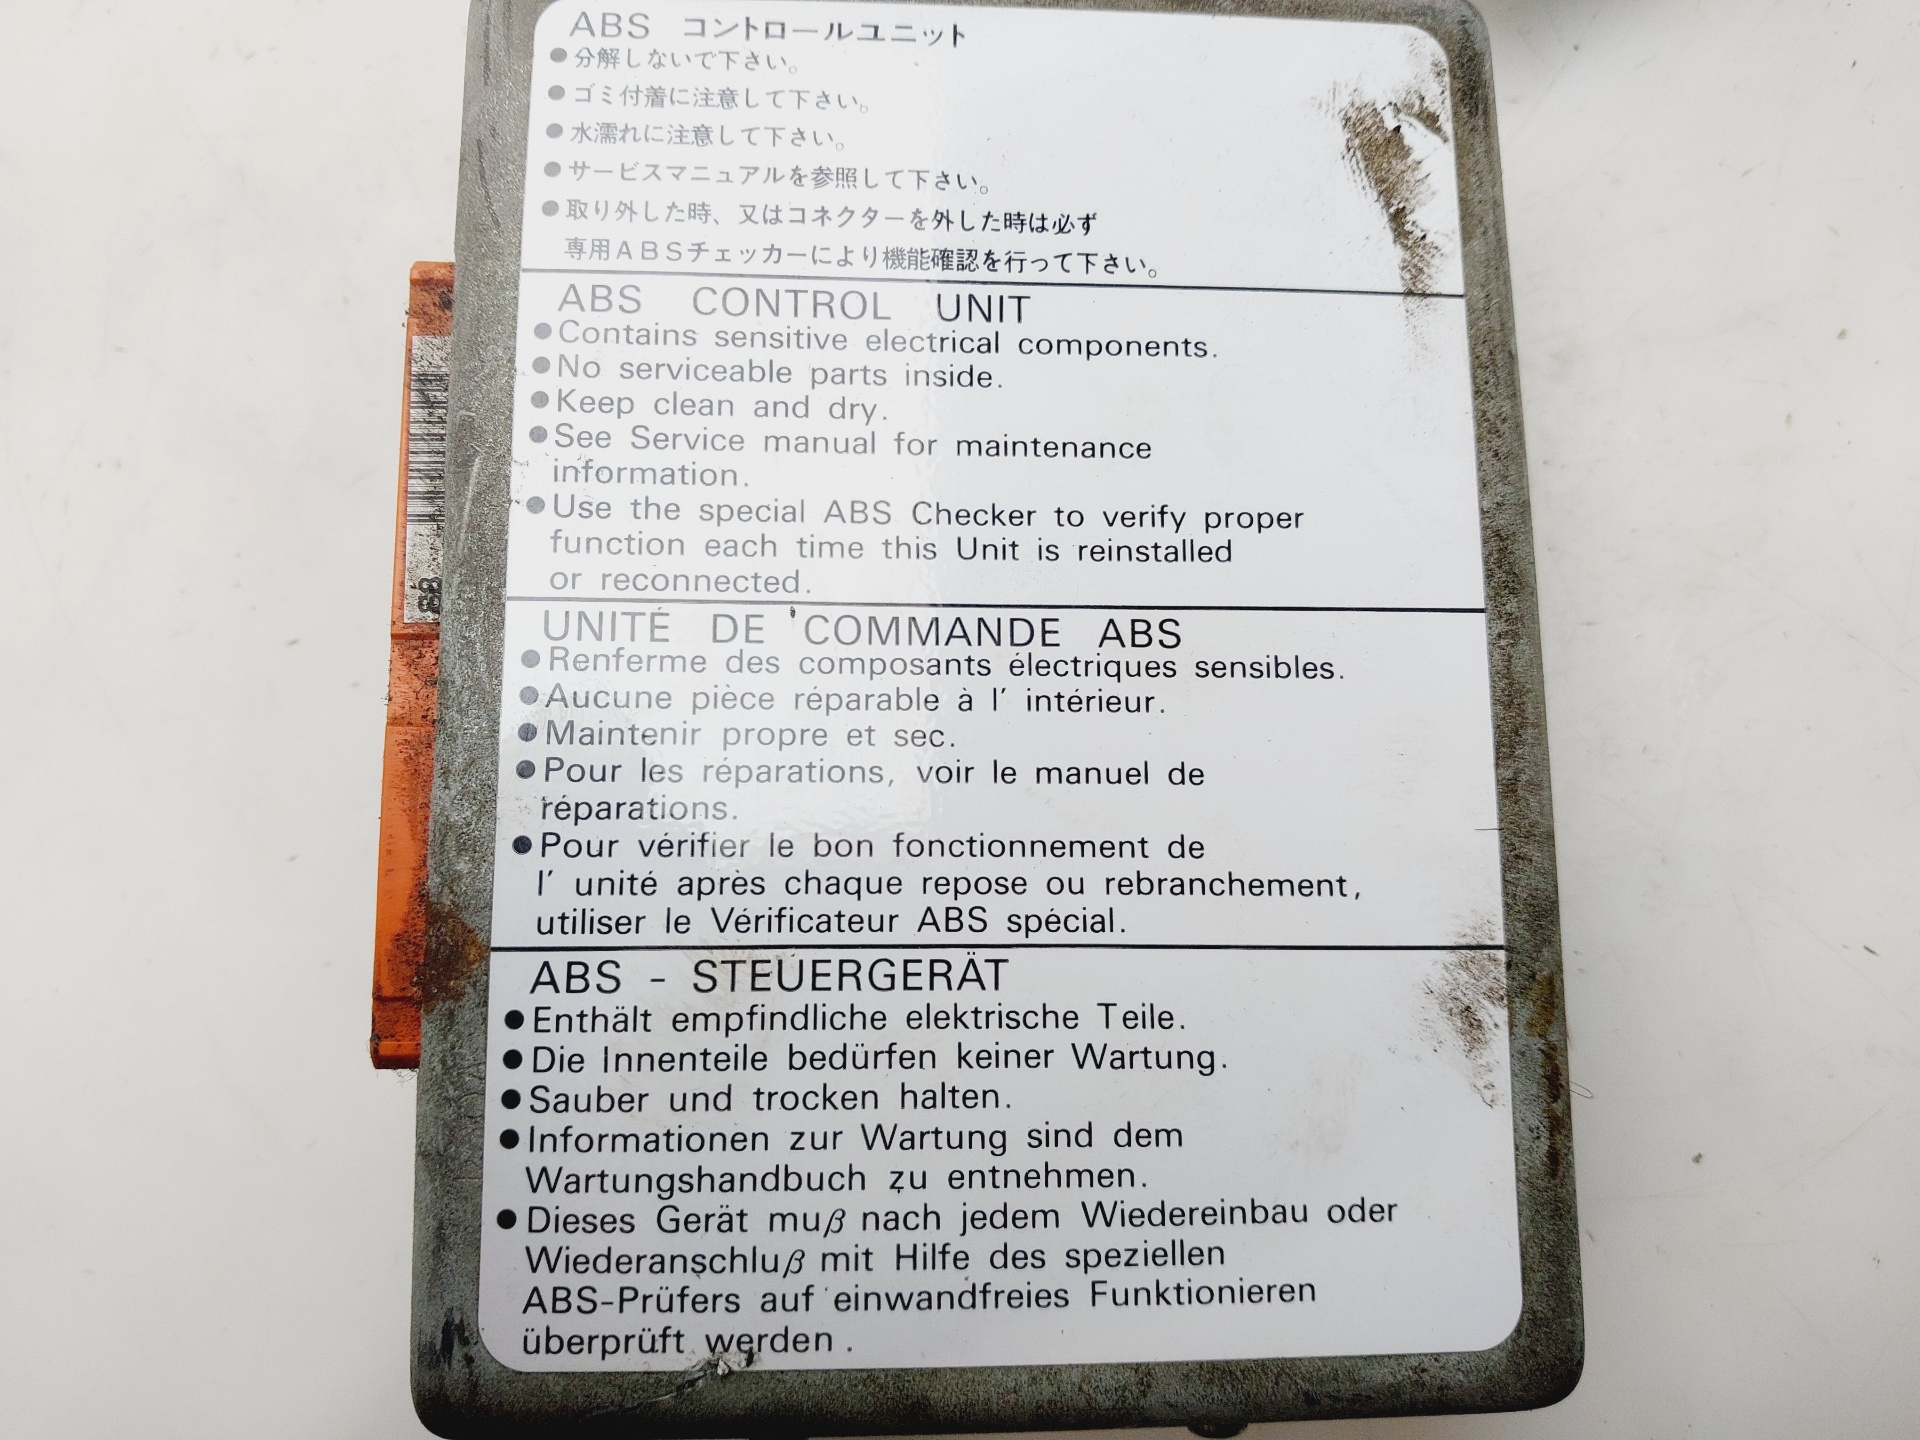 ABS コントロールユニット
●分解しないで下さい。
●ゴミ付着に注意して下さい。
●水濡れに注意して下さい。
●サービスマニュアルを参照して下さい。
●取り外した時、又はコネクターを外した時は必ず
専用ABSチェッカーにより機能確認を行って下さい。
ABS CONTROL UNIT
●Contains sensitive electrical components.
●No serviceable parts inside.
●Keep clean and dry.
●See Service manual for maintenance
information.
●Use the special ABS Checker to verify proper
function each time this Unit is reinstalled
or reconnected.
UNITÉ DE COMMANDE ABS
●Renferme des composants électriques sensibles.
●Aucune pièce réparable à l' intérieur.
●Maintenir propre et sec.
●Pour les réparations, voir le manuel de
réparations.
●Pour vérifier le bon fonctionnement de
l' unité après chaque repose ou rebranchement,
utiliser le Vérificateur ABS spécial.
ABS - STEUERGERÄT
●Enthält empfindliche elektrische Teile.
●Die Innenteile bedürfen keiner Wartung.
●Sauber und trocken halten.
●Informationen zur Wartung sind dem
Wartungshandbuch zu entnehmen.
●Dieses Gerät muß nach jedem Wiedereinbau oder
Wiederanschluß mit Hilfe des speziellen
ABS-Prüfers auf einwandfreies Funktionieren
überprüft werden.